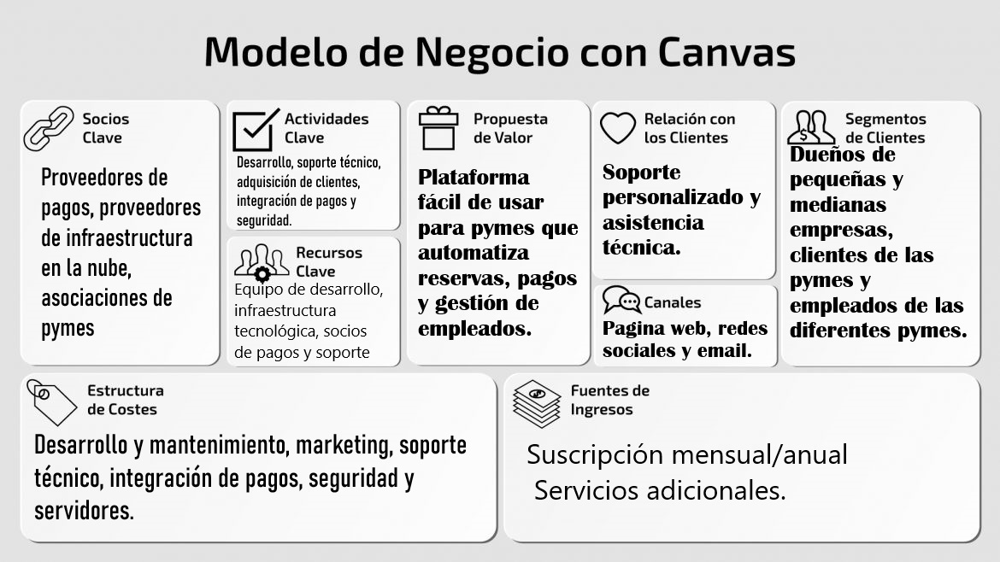 Modelo de Negocio con Canvas
Socios
Clave
Proveedores de
pagos, proveedores
de infraestructura
en la nube,
asociaciones de
pymes
Actividades
Clave
Desarrollo, soporte técnico,
adquisición de clientes,
integración de pagos y
seguridad.
Recursos
Clave
Equipo de desarrollo,
infraestructura
tecnológica, socios
de pagos y soporte
Propuesta
de Valor
Plataforma
fácil de usar
para pymes que
automatiza
reservas, pagos
y gestión de
empleados.
Relación con
los Clientes
Soporte
personalizado y
asistencia
técnica.
Canales
Pagina web, redes
sociales y email.
Segmentos
de Clientes
Dueños de
pequeñas y
medianas
empresas,
clientes de las
pymes y
empleados de las
diferentes pymes.
Estructura
de Costes
Desarrollo y mantenimiento, marketing, soporte
técnico, integración de pagos, seguridad y
servidores.
Fuentes de
Ingresos
Suscripción mensual/anual
Servicios adicionales.